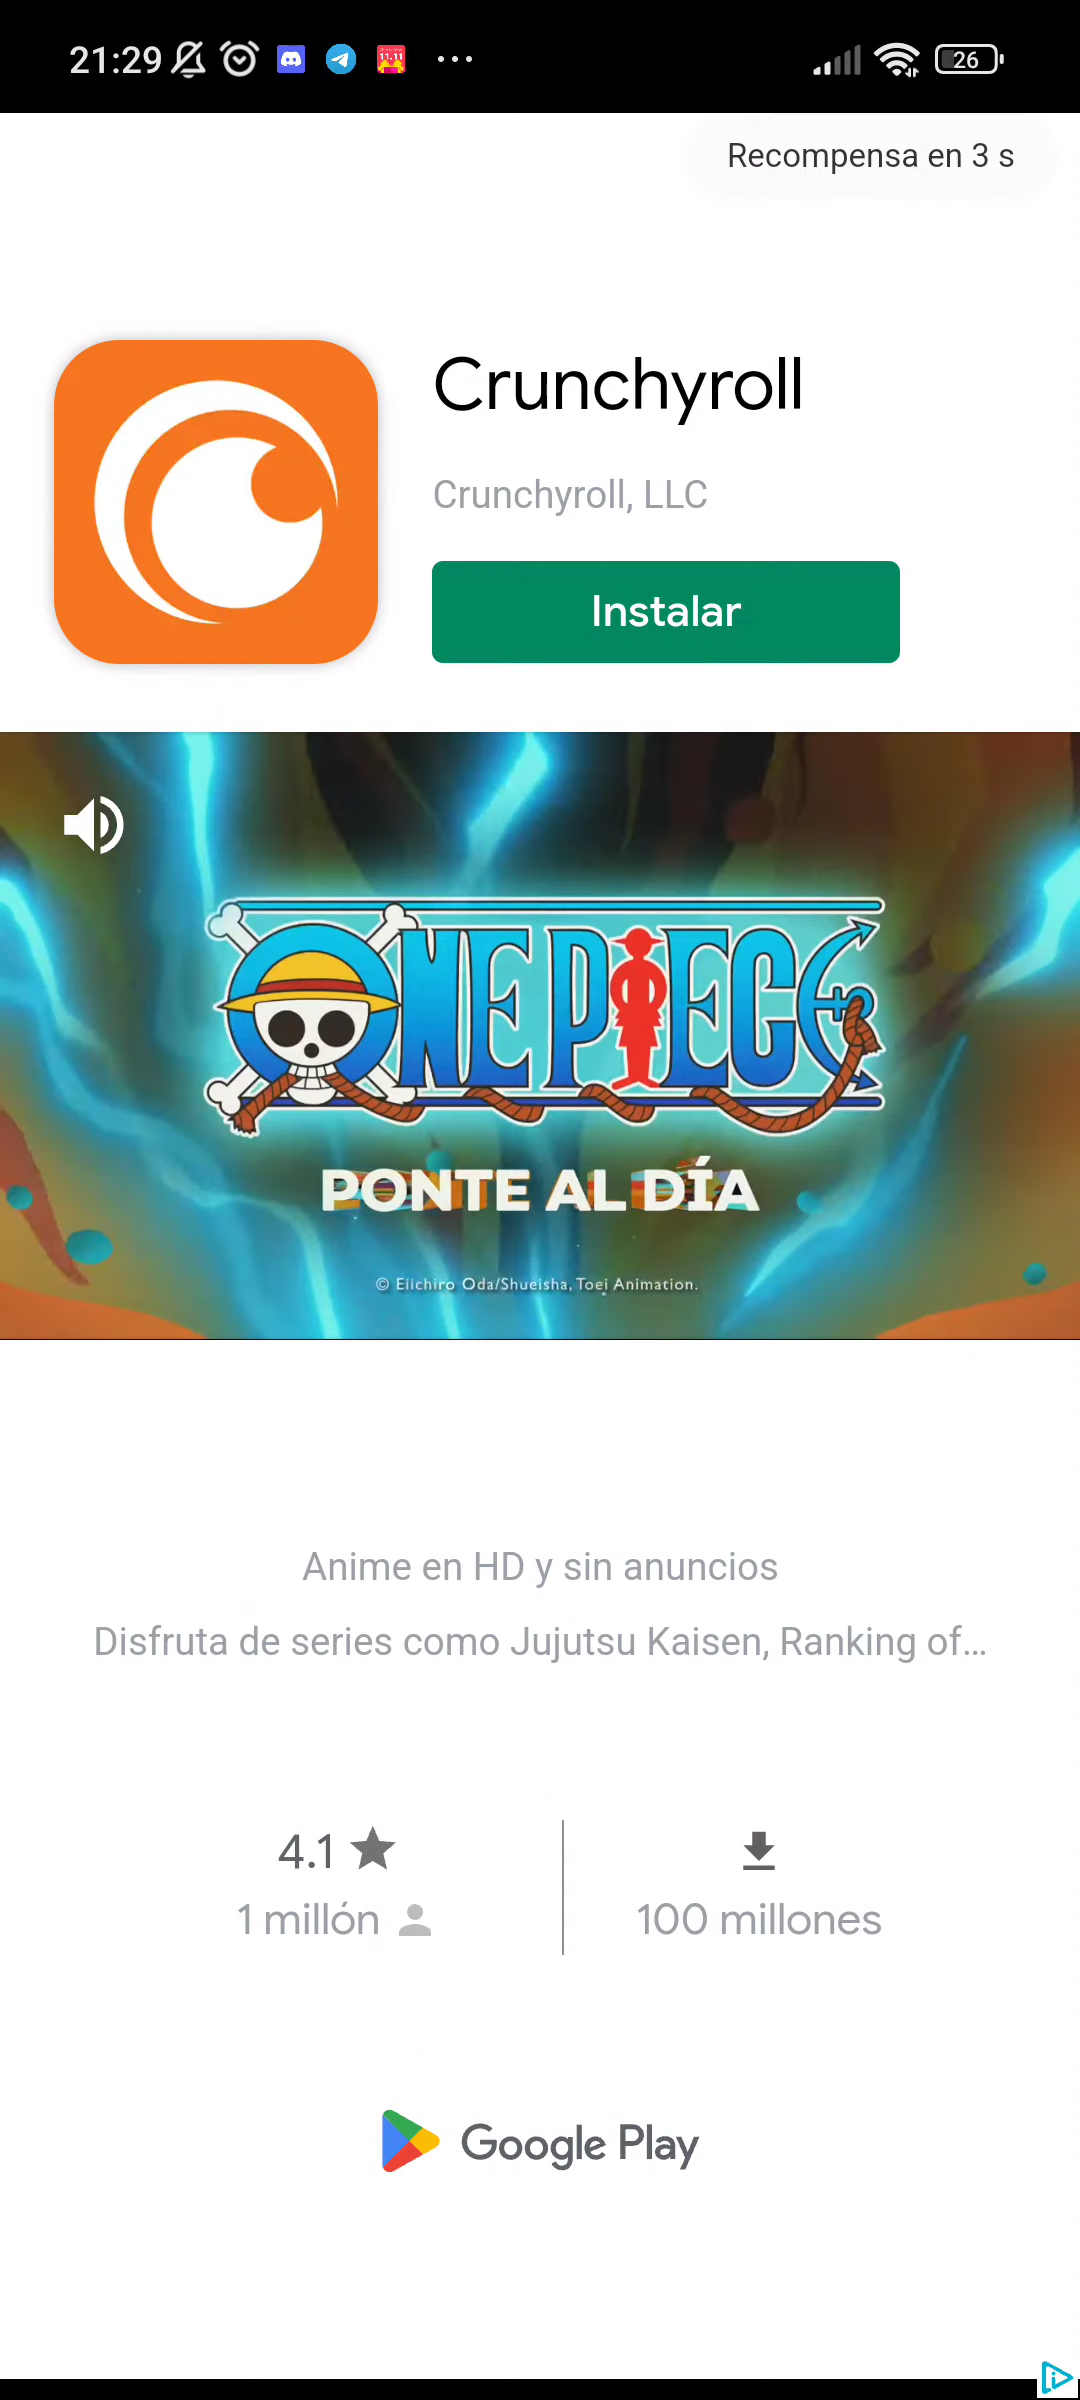 21:29
26
Recompensa en 3 s
Crunchyroll
Crunchyroll, LLC
Instalar
ONE PIECE
PONTE AL DÍA
© Eiichiro Oda/Shueisha, Toei Animation.
Anime en HD y sin anuncios
Disfruta de series como Jujutsu Kaisen, Ranking of...
4.1
1 millón
100 millones
Google Play